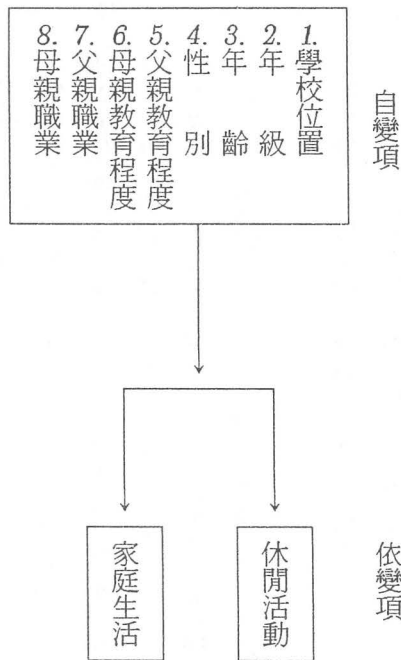 自變項
1.學校位置
2.年級
3.年齡
4.性別
5.父親教育程度
6.母親教育程度
7.父親職業
8.母親職業
依變項
休閒活動
家庭生活